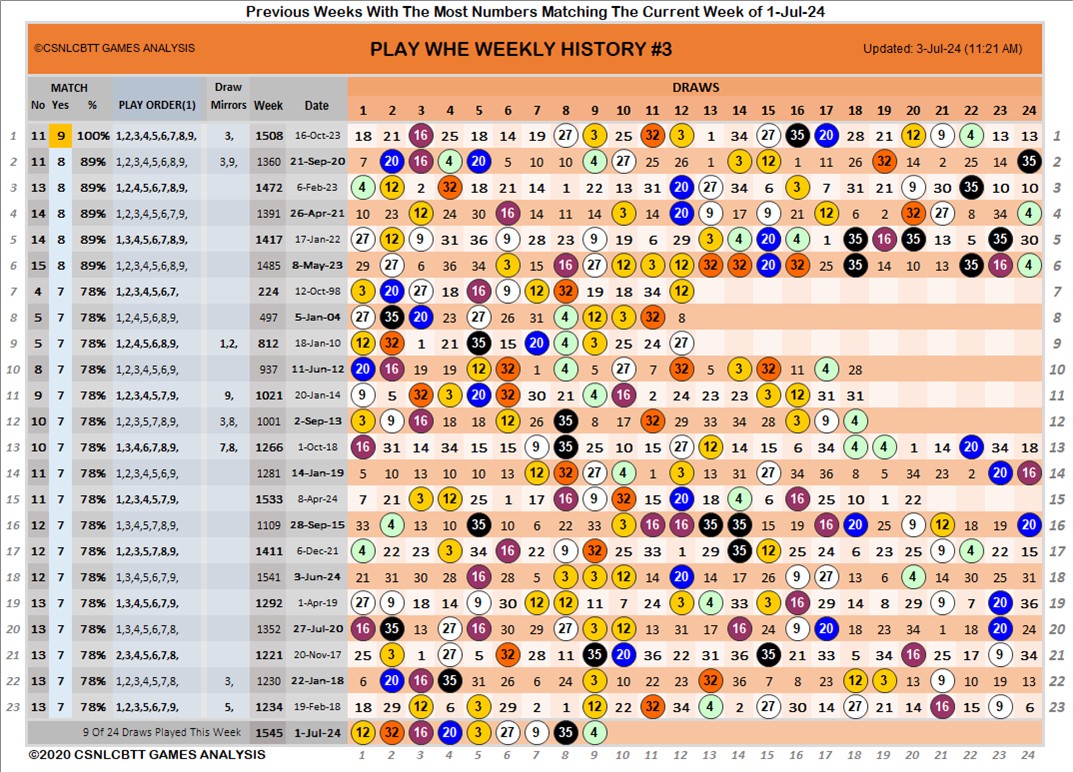 Previous Weeks With The Most Numbers Matching The Current Week of 1-Jul-24
©CSNLCBTT GAMES ANALYSIS PLAY WHE WEEKLY HISTORY #3 Updated: 3-Jul-24 (11:21 AM)
MATCH Draw DRAWS
No Yes % PLAY ORDER(1) Mirrors Week Date 1 2 3 4 5 6 7 8 9 10 11 12 13 14 15 16 17 18 19 20 21 22 23 24
1 11 9 100% 1,2,3,4,5,6,7,8,9, 3, 1508 16-Oct-23 18 21 16 25 18 14 19 27 3 25 32 3 1 34 27 35 20 28 21 12 9 4 13 13 1
2 11 8 89% 1,2,3,4,5,6,8,9, 3,9, 1360 21-Sep-20 7 20 16 4 20 5 10 10 4 27 25 26 1 3 12 1 11 26 32 2 14 25 14 35 2
3 13 8 89% 1,2,4,5,6,7,8,9, 1472 6-Feb-23 4 12 2 32 18 21 14 1 22 13 31 20 27 34 6 3 7 31 21 9 30 35 10 10 3
4 14 8 89% 1,2,3,4,5,6,7,9, 1391 26-Apr-21 10 23 12 24 30 16 14 11 14 3 14 20 9 17 9 21 12 6 2 32 27 8 34 4 4
5 14 8 89% 1,3,4,5,6,7,8,9, 1417 17-Jan-22 27 12 9 31 36 9 28 23 9 19 6 29 3 4 20 4 1 35 16 35 13 5 35 30 5
6 15 8 89% 1,2,3,4,5,6,8,9, 1485 8-May-23 29 27 6 36 34 3 15 16 27 12 3 12 32 32 20 32 25 35 14 10 13 35 16 4 6
7 4 7 78% 1,2,3,4,5,6,7, 224 12-Oct-98 3 20 27 18 16 9 12 32 19 18 34 12 7
8 5 7 78% 1,2,4,5,6,8,9, 497 5-Jan-04 27 35 20 23 27 26 31 4 12 3 32 8 8
9 5 7 78% 1,2,4,5,6,8,9, 1,2, 812 18-Jan-10 12 32 1 21 35 15 20 4 3 25 24 27 9
10 8 7 78% 1,2,3,4,5,6,9, 937 11-Jun-12 20 16 19 19 12 32 1 4 5 27 7 32 5 3 32 11 4 28 10
11 9 7 78% 1,2,3,4,5,7,9, 9, 1021 20-Jan-14 9 5 32 3 20 32 30 21 4 16 2 24 23 23 3 12 31 31 11
12 10 7 78% 1,2,3,5,7,8,9, 3,8, 1001 2-Sep-13 3 9 16 18 18 12 26 35 8 17 32 29 33 34 28 3 9 4 12
13 10 7 78% 1,3,4,6,7,8,9, 7,8, 1266 1-Oct-18 16 31 14 34 15 15 9 35 25 10 15 27 12 14 15 6 34 4 4 1 14 20 34 18 13
14 11 7 78% 1,2,3,4,5,6,9, 1281 14-Jan-19 5 10 13 10 10 13 12 32 27 4 1 3 13 31 27 34 36 8 5 34 23 2 20 16 14
15 11 7 78% 1,2,3,4,5,7,9, 1533 8-Apr-24 7 21 3 12 25 1 17 16 9 32 15 20 18 4 6 16 25 10 1 22 15
16 12 7 78% 1,3,4,5,7,8,9, 1109 28-Sep-15 33 4 13 10 35 10 6 22 33 3 16 16 35 35 15 19 16 20 25 9 12 18 19 20 16
17 12 7 78% 1,2,3,5,7,8,9, 1411 6-Dec-21 4 22 23 3 34 16 22 9 32 25 33 1 29 35 12 25 24 6 23 25 9 4 22 15 17
18 12 7 78% 1,3,4,5,6,7,9, 1541 3-Jun-24 21 31 30 28 16 28 5 3 3 12 14 20 14 17 26 9 27 13 6 4 14 30 25 31 18
19 13 7 78% 1,3,4,5,6,7,9, 1292 1-Apr-19 27 9 18 14 9 30 12 12 11 7 24 3 4 33 3 16 29 14 8 29 9 7 20 36 19
20 13 7 78% 1,3,4,5,6,7,8, 1352 27-Jul-20 16 35 13 27 16 30 29 27 3 12 13 31 17 16 24 9 20 18 23 34 1 18 20 24 20
21 13 7 78% 2,3,4,5,6,7,8, 1221 20-Nov-17 25 3 1 27 5 32 28 11 35 20 36 22 31 36 35 21 33 5 34 16 25 17 9 34 21
22 13 7 78% 1,2,3,4,5,7,8, 3, 1230 22-Jan-18 6 20 16 35 31 26 6 24 3 10 22 23 32 36 7 8 23 12 3 13 9 10 19 13 22
23 13 7 78% 1,2,3,5,6,7,9, 5, 1234 19-Feb-18 18 29 12 6 3 29 2 1 12 22 32 34 4 2 27 30 14 27 14 21 16 15 9 6 23
9 Of 24 Draws Played This Week 1545 1-Jul-24 12 32 16 20 3 27 9 35 4
©2020 CSNLCBTT GAMES ANALYSIS 1 2 3 4 5 6 7 8 9 10 11 12 13 14 15 16 17 18 19 20 21 22 23 24